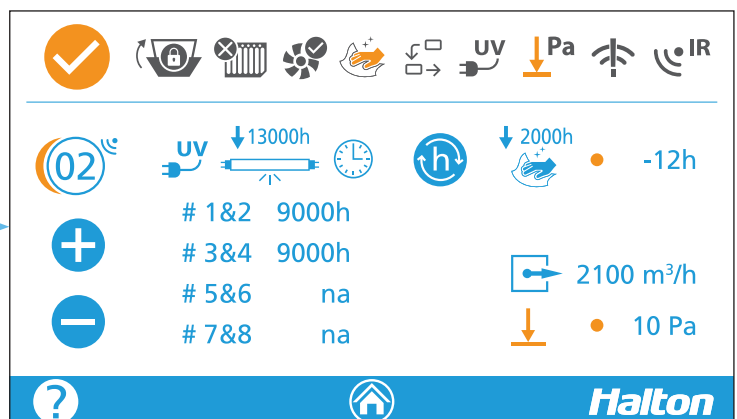 UV Pa IR
02 UV 13000h h 2000h -12h
# 1&2 9000h
# 3&4 9000h
# 5&6 na
# 7&8 na
2100 m³/h
10 Pa
? Halton